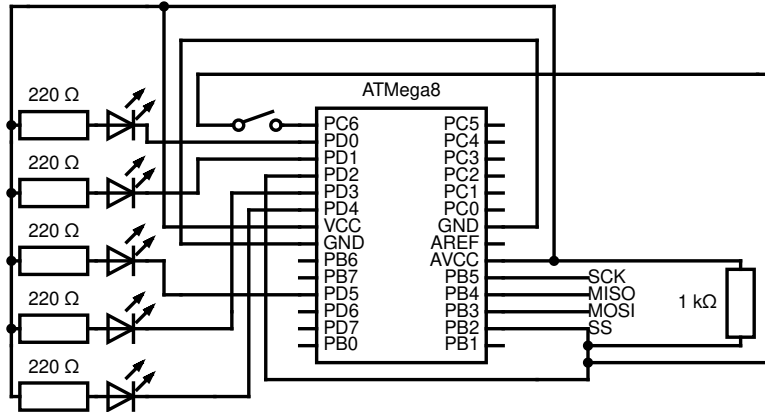 ATMega8
220 Ω
PC6 PC5
PD0 PC4
220 Ω
PD1 PC3
PD2 PC2
PD3 PC1
220 Ω
PD4 PC0
VCC GND
GND AREF
PB6 AVCC
PB7 PB5 SCK
220 Ω
PD5 PB4 MISO
1 kΩ
PD6 PB3 MOSI
PD7 PB2 SS
PB0 PB1
220 Ω